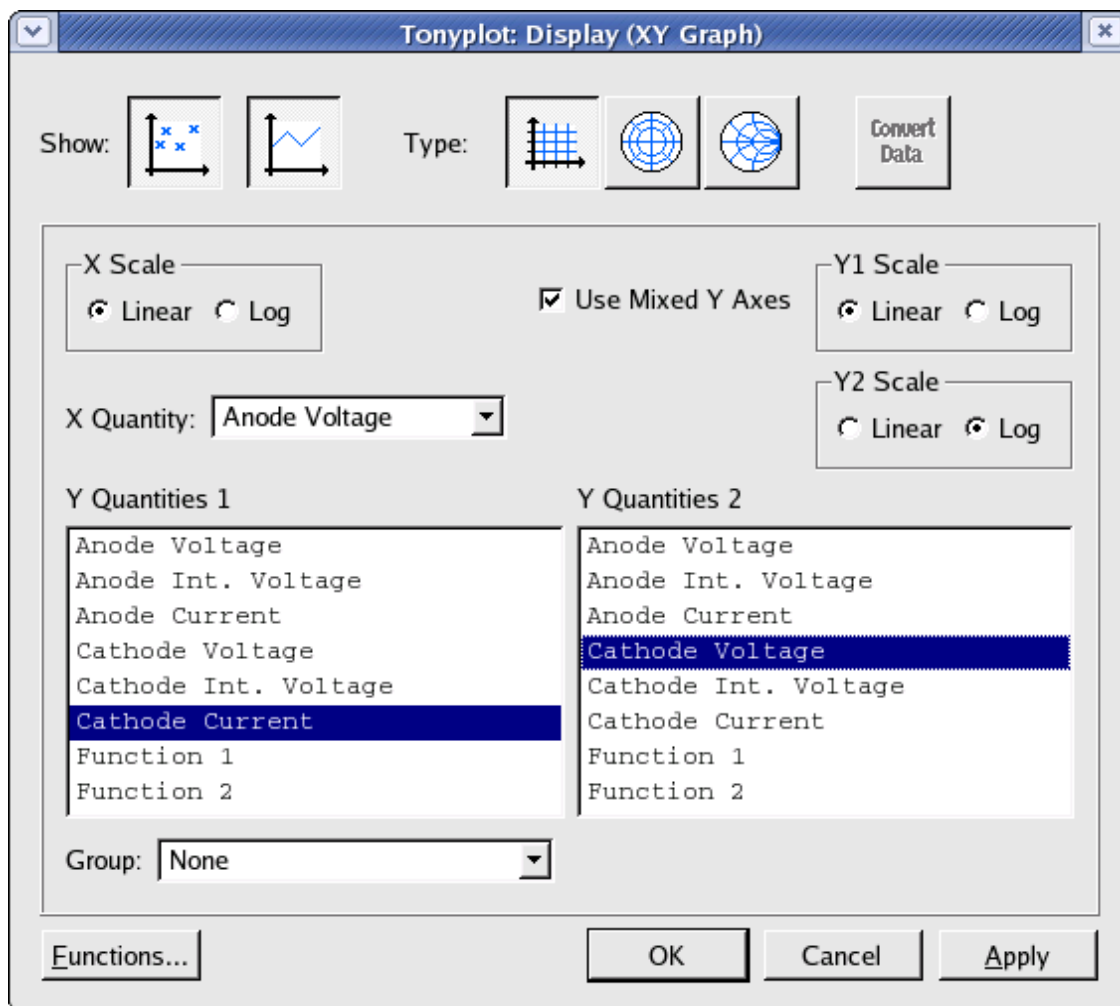 Tonyplot: Display (XY Graph)
Show:
Type:
Convert
Data
X Scale
Linear
Log
Use Mixed Y Axes
Y1 Scale
Linear
Log
X Quantity: Anode Voltage
Y2 Scale
Linear
Log
Y Quantities 1
Anode Voltage
Anode Int. Voltage
Anode Current
Cathode Voltage
Cathode Int. Voltage
Cathode Current
Function 1
Function 2
Y Quantities 2
Anode Voltage
Anode Int. Voltage
Anode Current
Cathode Voltage
Cathode Int. Voltage
Cathode Current
Function 1
Function 2
Group: None
Functions...
OK
Cancel
Apply